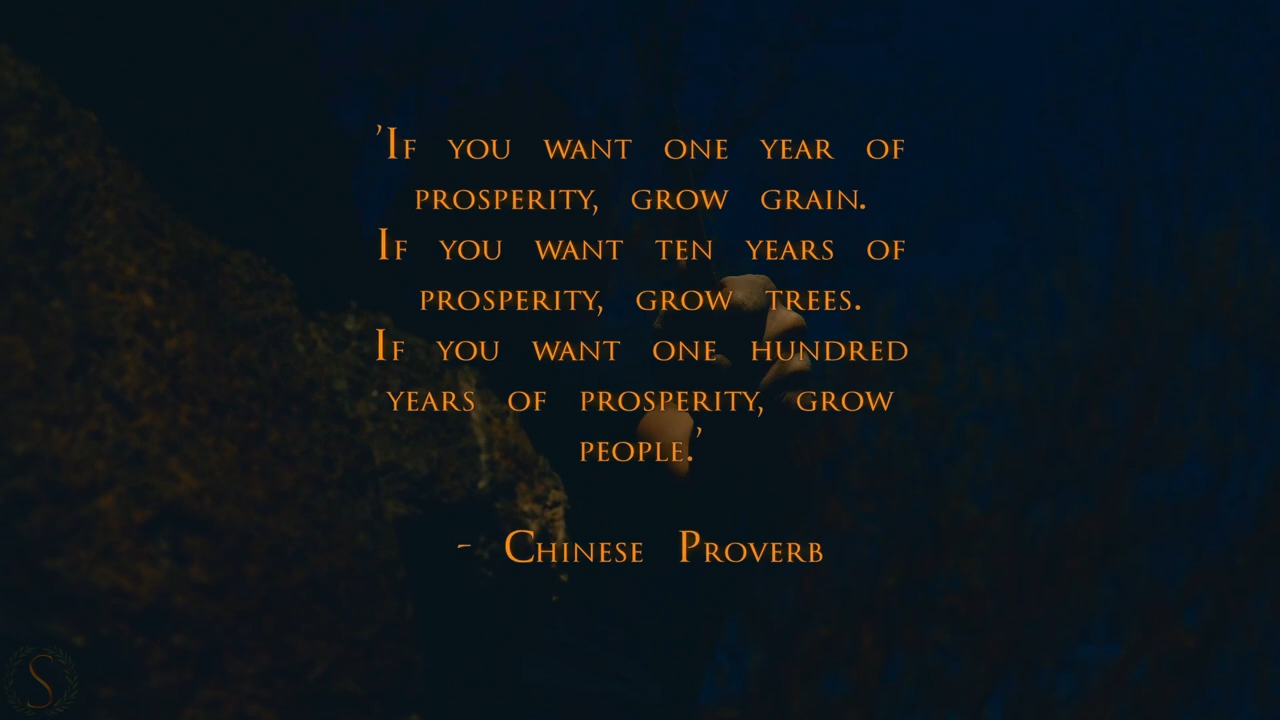 'If you want one year of
prosperity, grow grain.
If you want ten years of
prosperity, grow trees.
If you want one hundred
years of prosperity, grow
people.'
- Chinese Proverb
S